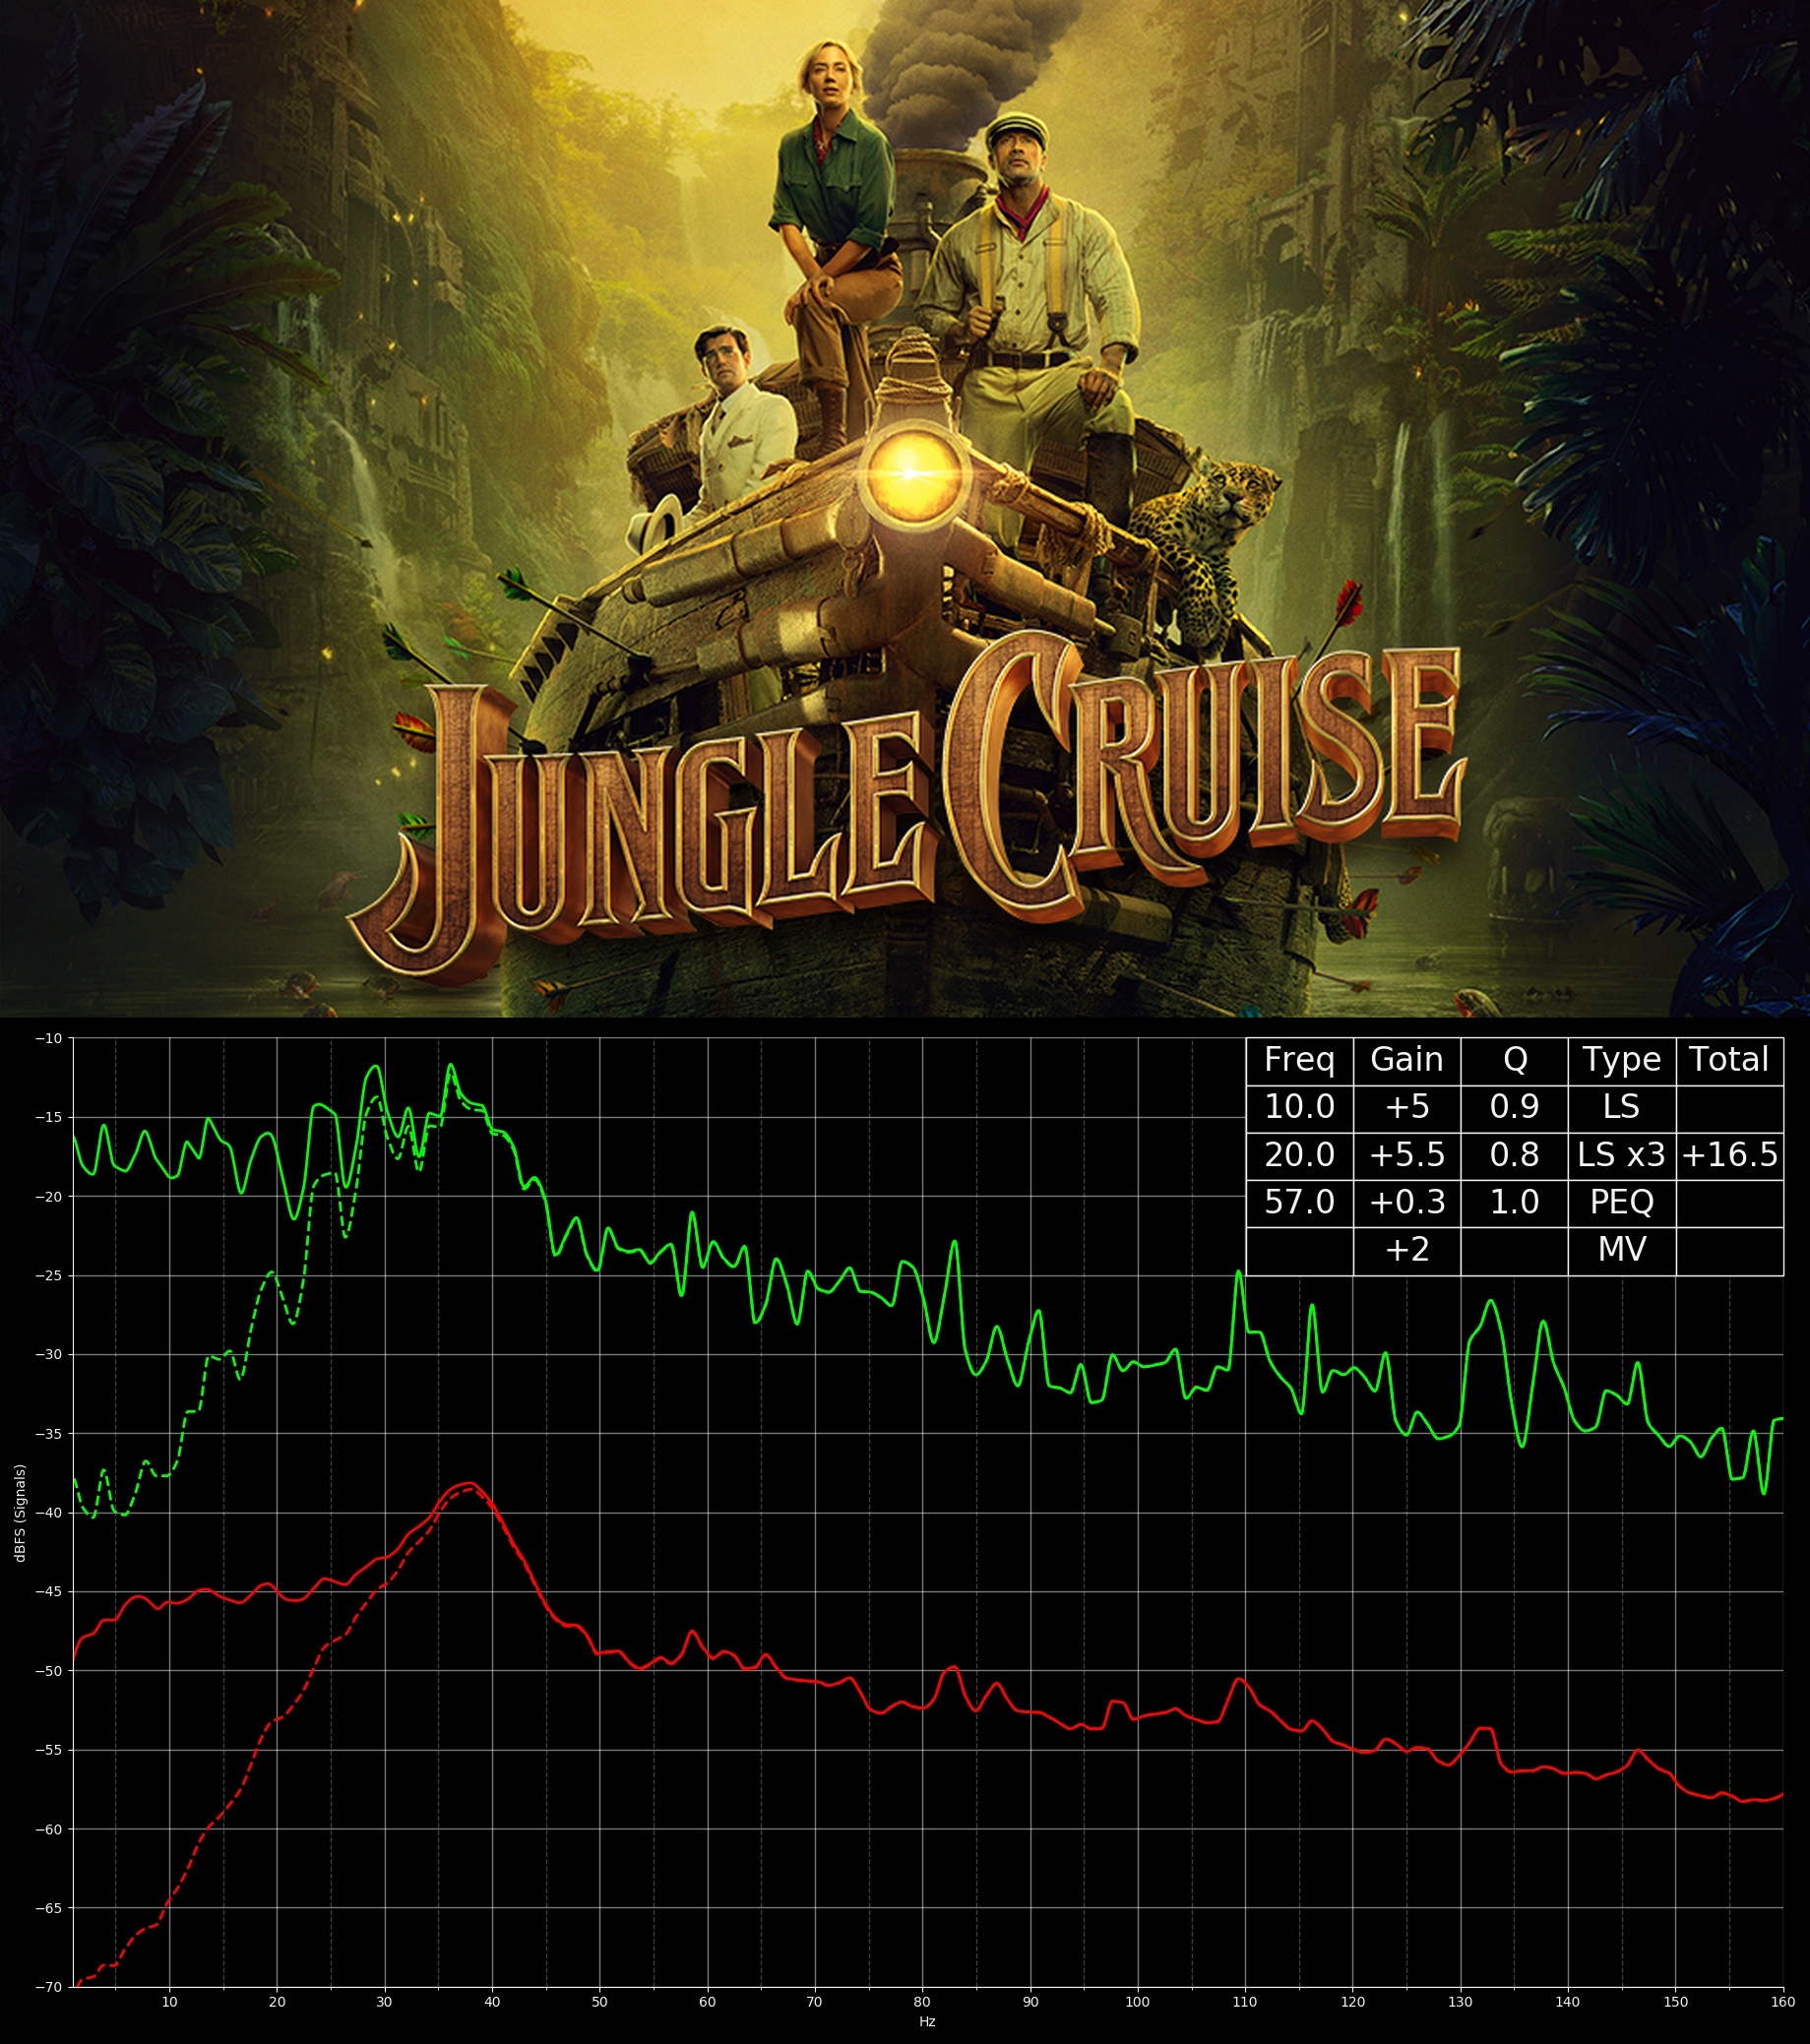 JUNGLE CRUISE
Freq Gain Q Type Total
10.0 +5 0.9 LS
20.0 +5.5 0.8 LS x3 +16.5
57.0 +0.3 1.0 PEQ
+2 MV
−10
−15
−20
−25
−30
−35
−40
−45
−50
−55
−60
−65
−70
dBFS (Signals)
10 20 30 40 50 60 70 80 90 100 110 120 130 140 150 160
Hz